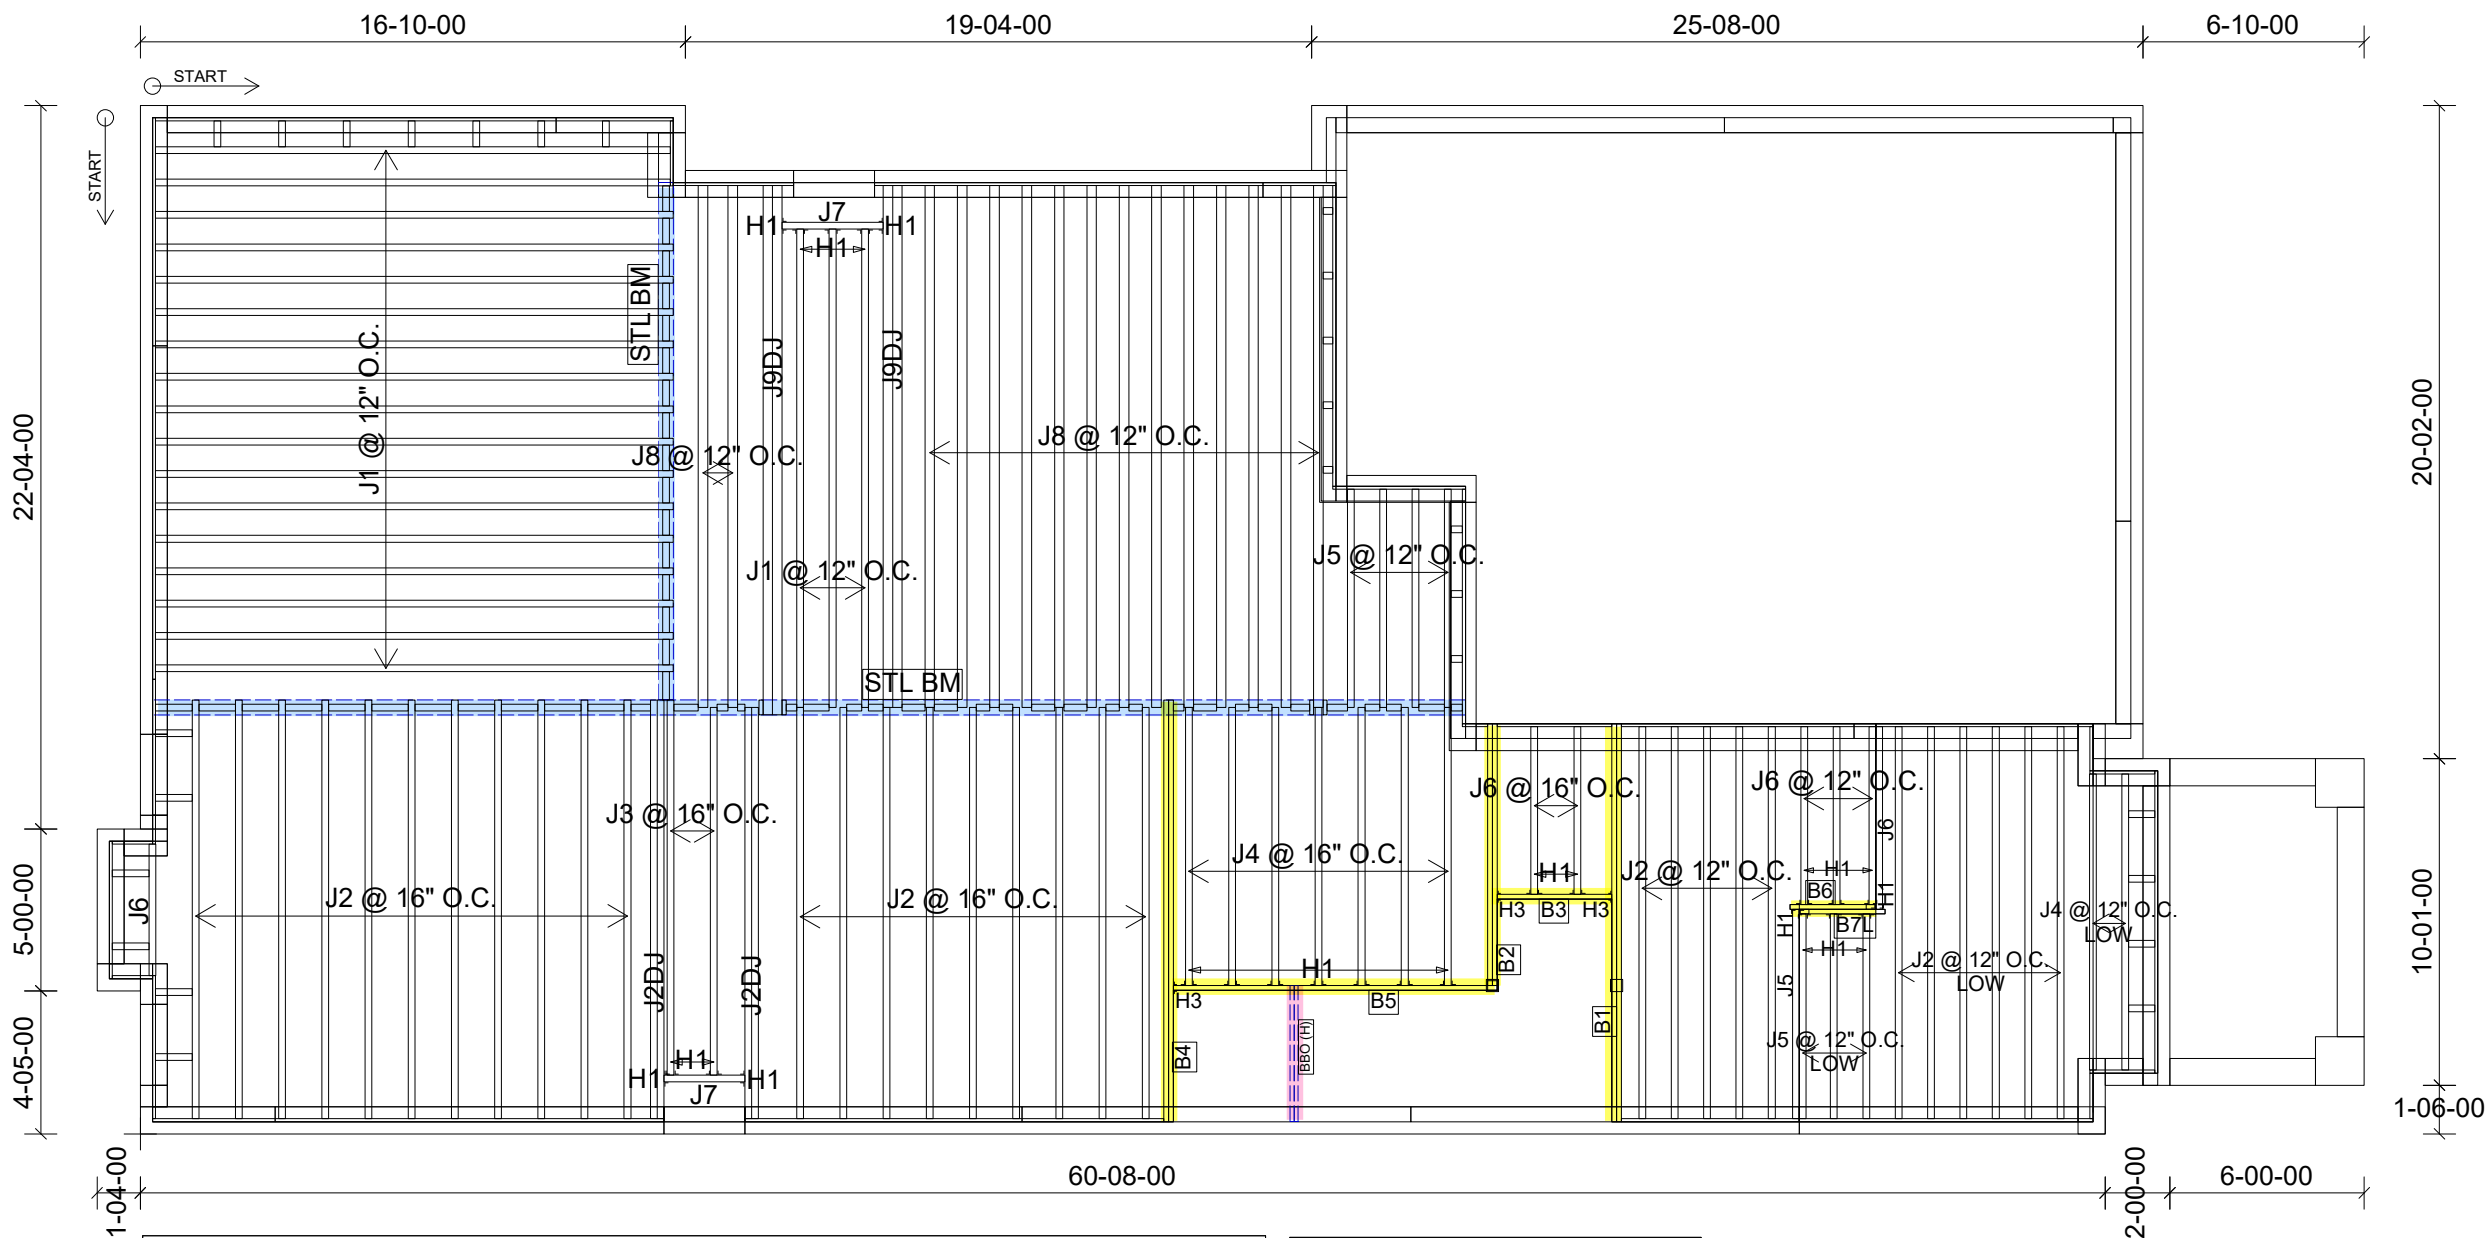 16-10-00
19-04-00
25-08-00
6-10-00
START
START
22-04-00
20-02-00
J7
H1
H1
H1
STL BM
J1 @ 12" O.C.
J9DJ
J9DJ
J8 @ 12" O.C.
J8 @ 12" O.C.
J1 @ 12" O.C.
J5 @ 12" O.C.
STL BM
J6 @ 16" O.C.
J6 @ 12" O.C.
J3 @ 16" O.C.
J6
J4 @ 16" O.C.
H1
H1
J2 @ 12" O.C.
B6
H1
J2 @ 16" O.C.
J2 @ 16" O.C.
J6
H3
B3
H3
J4 @ 12" O.C.
LOW
H1
B7L
H1
5-00-00
10-01-00
B2
J2 @ 12" O.C.
LOW
H1
J2DJ
J2DJ
J5
H3
B5
B1
BBO (H)
B4
J5 @ 12" O.C.
LOW
H1
H1
H1
J7
4-05-00
1-06-00
1-04-00
60-08-00
2-00-00
6-00-00